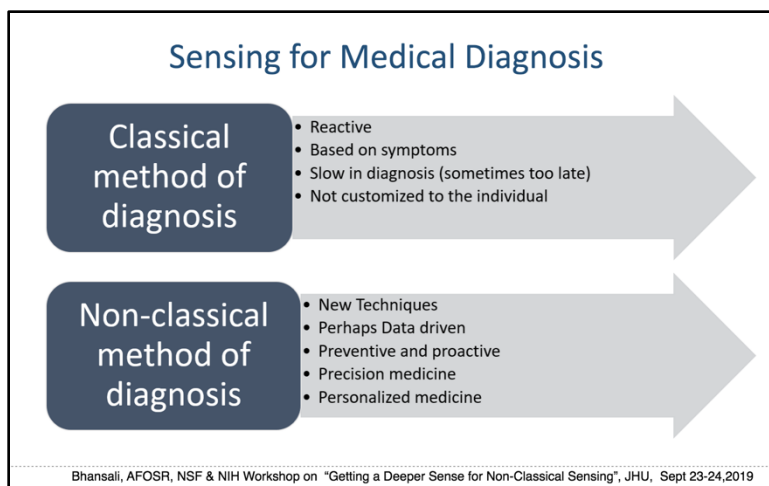 Sensing for Medical Diagnosis
Classical
method of
diagnosis
• Reactive
• Based on symptoms
• Slow in diagnosis (sometimes too late)
• Not customized to the individual
Non-classical
method of
diagnosis
• New Techniques
• Perhaps Data driven
• Preventive and proactive
• Precision medicine
• Personalized medicine
Bhansali, AFOSR, NSF & NIH Workshop on "Getting a Deeper Sense for Non-Classical Sensing", JHU, Sept 23-24,2019